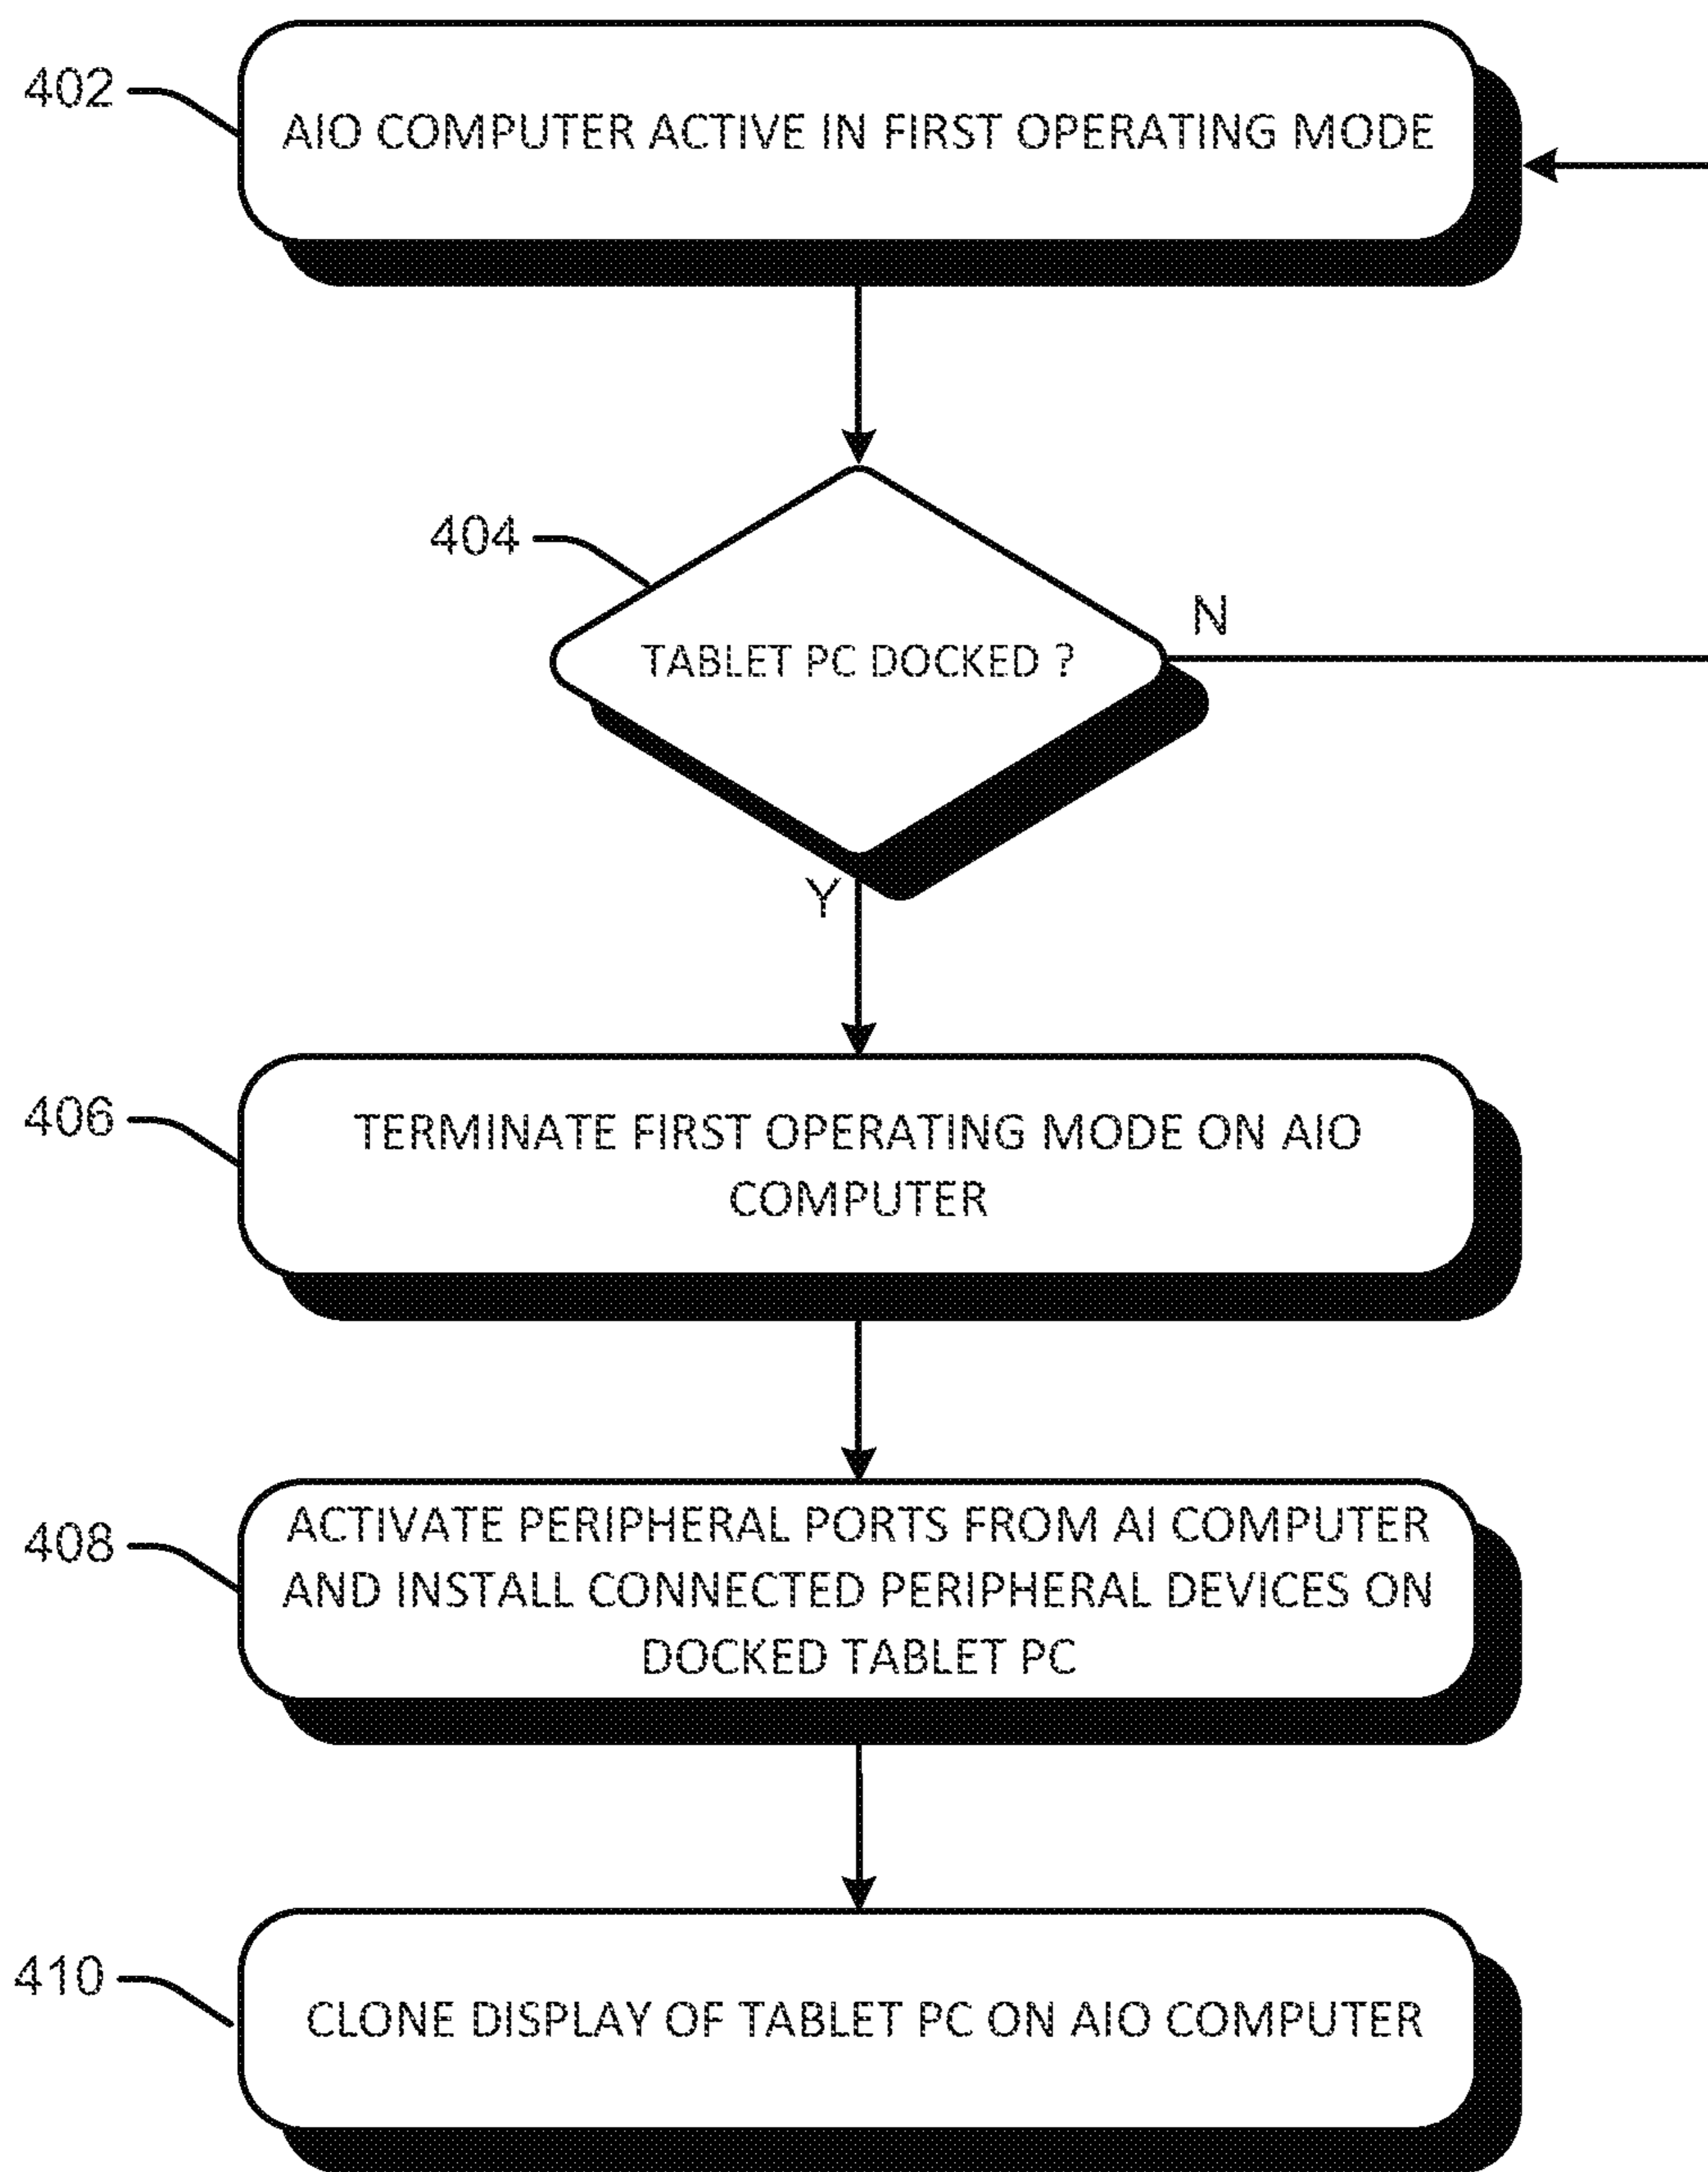 402
AIO COMPUTER ACTIVE IN FIRST OPERATING MODE
404
N
TABLET PC DOCKED ?
Y
406
TERMINATE FIRST OPERATING MODE ON AIO
COMPUTER
408
ACTIVATE PERIPHERAL PORTS FROM AI COMPUTER
AND INSTALL CONNECTED PERIPHERAL DEVICES ON
DOCKED TABLET PC
410
CLONE DISPLAY OF TABLET PC ON AIO COMPUTER